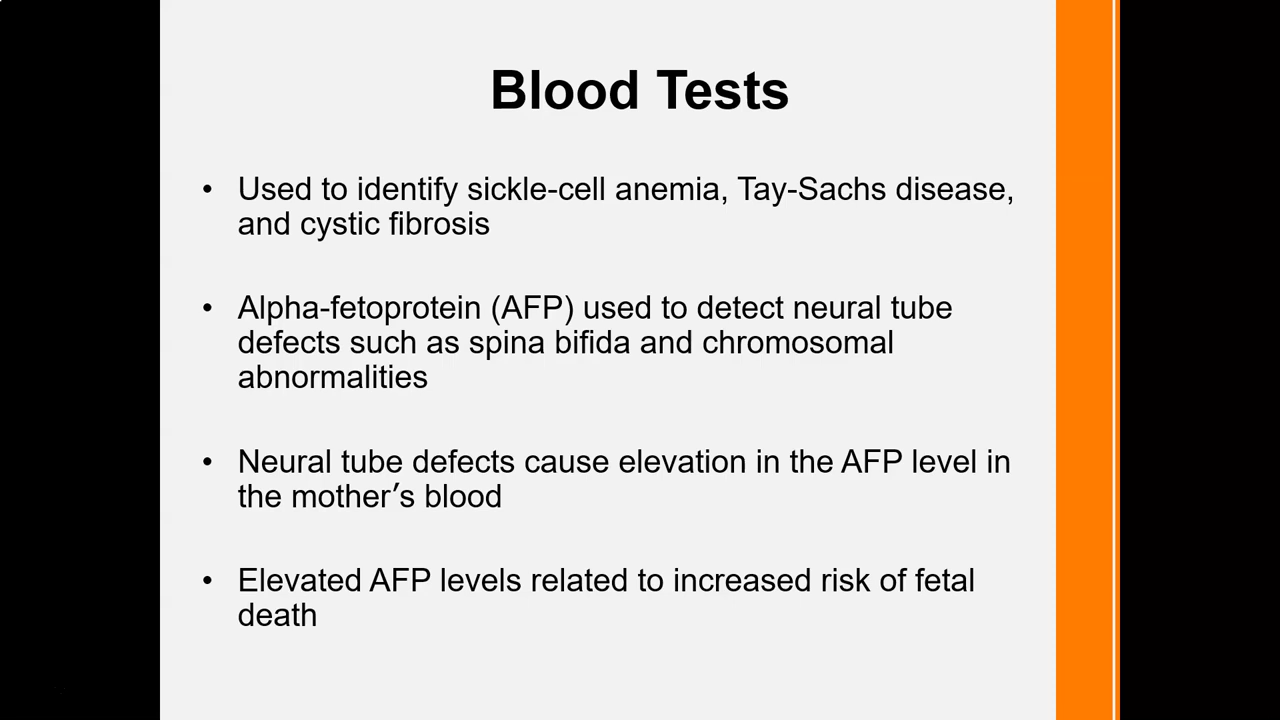 Blood Tests
• Used to identify sickle-cell anemia, Tay-Sachs disease,
and cystic fibrosis
• Alpha-fetoprotein (AFP) used to detect neural tube
defects such as spina bifida and chromosomal
abnormalities
• Neural tube defects cause elevation in the AFP level in
the mother’s blood
• Elevated AFP levels related to increased risk of fetal
death